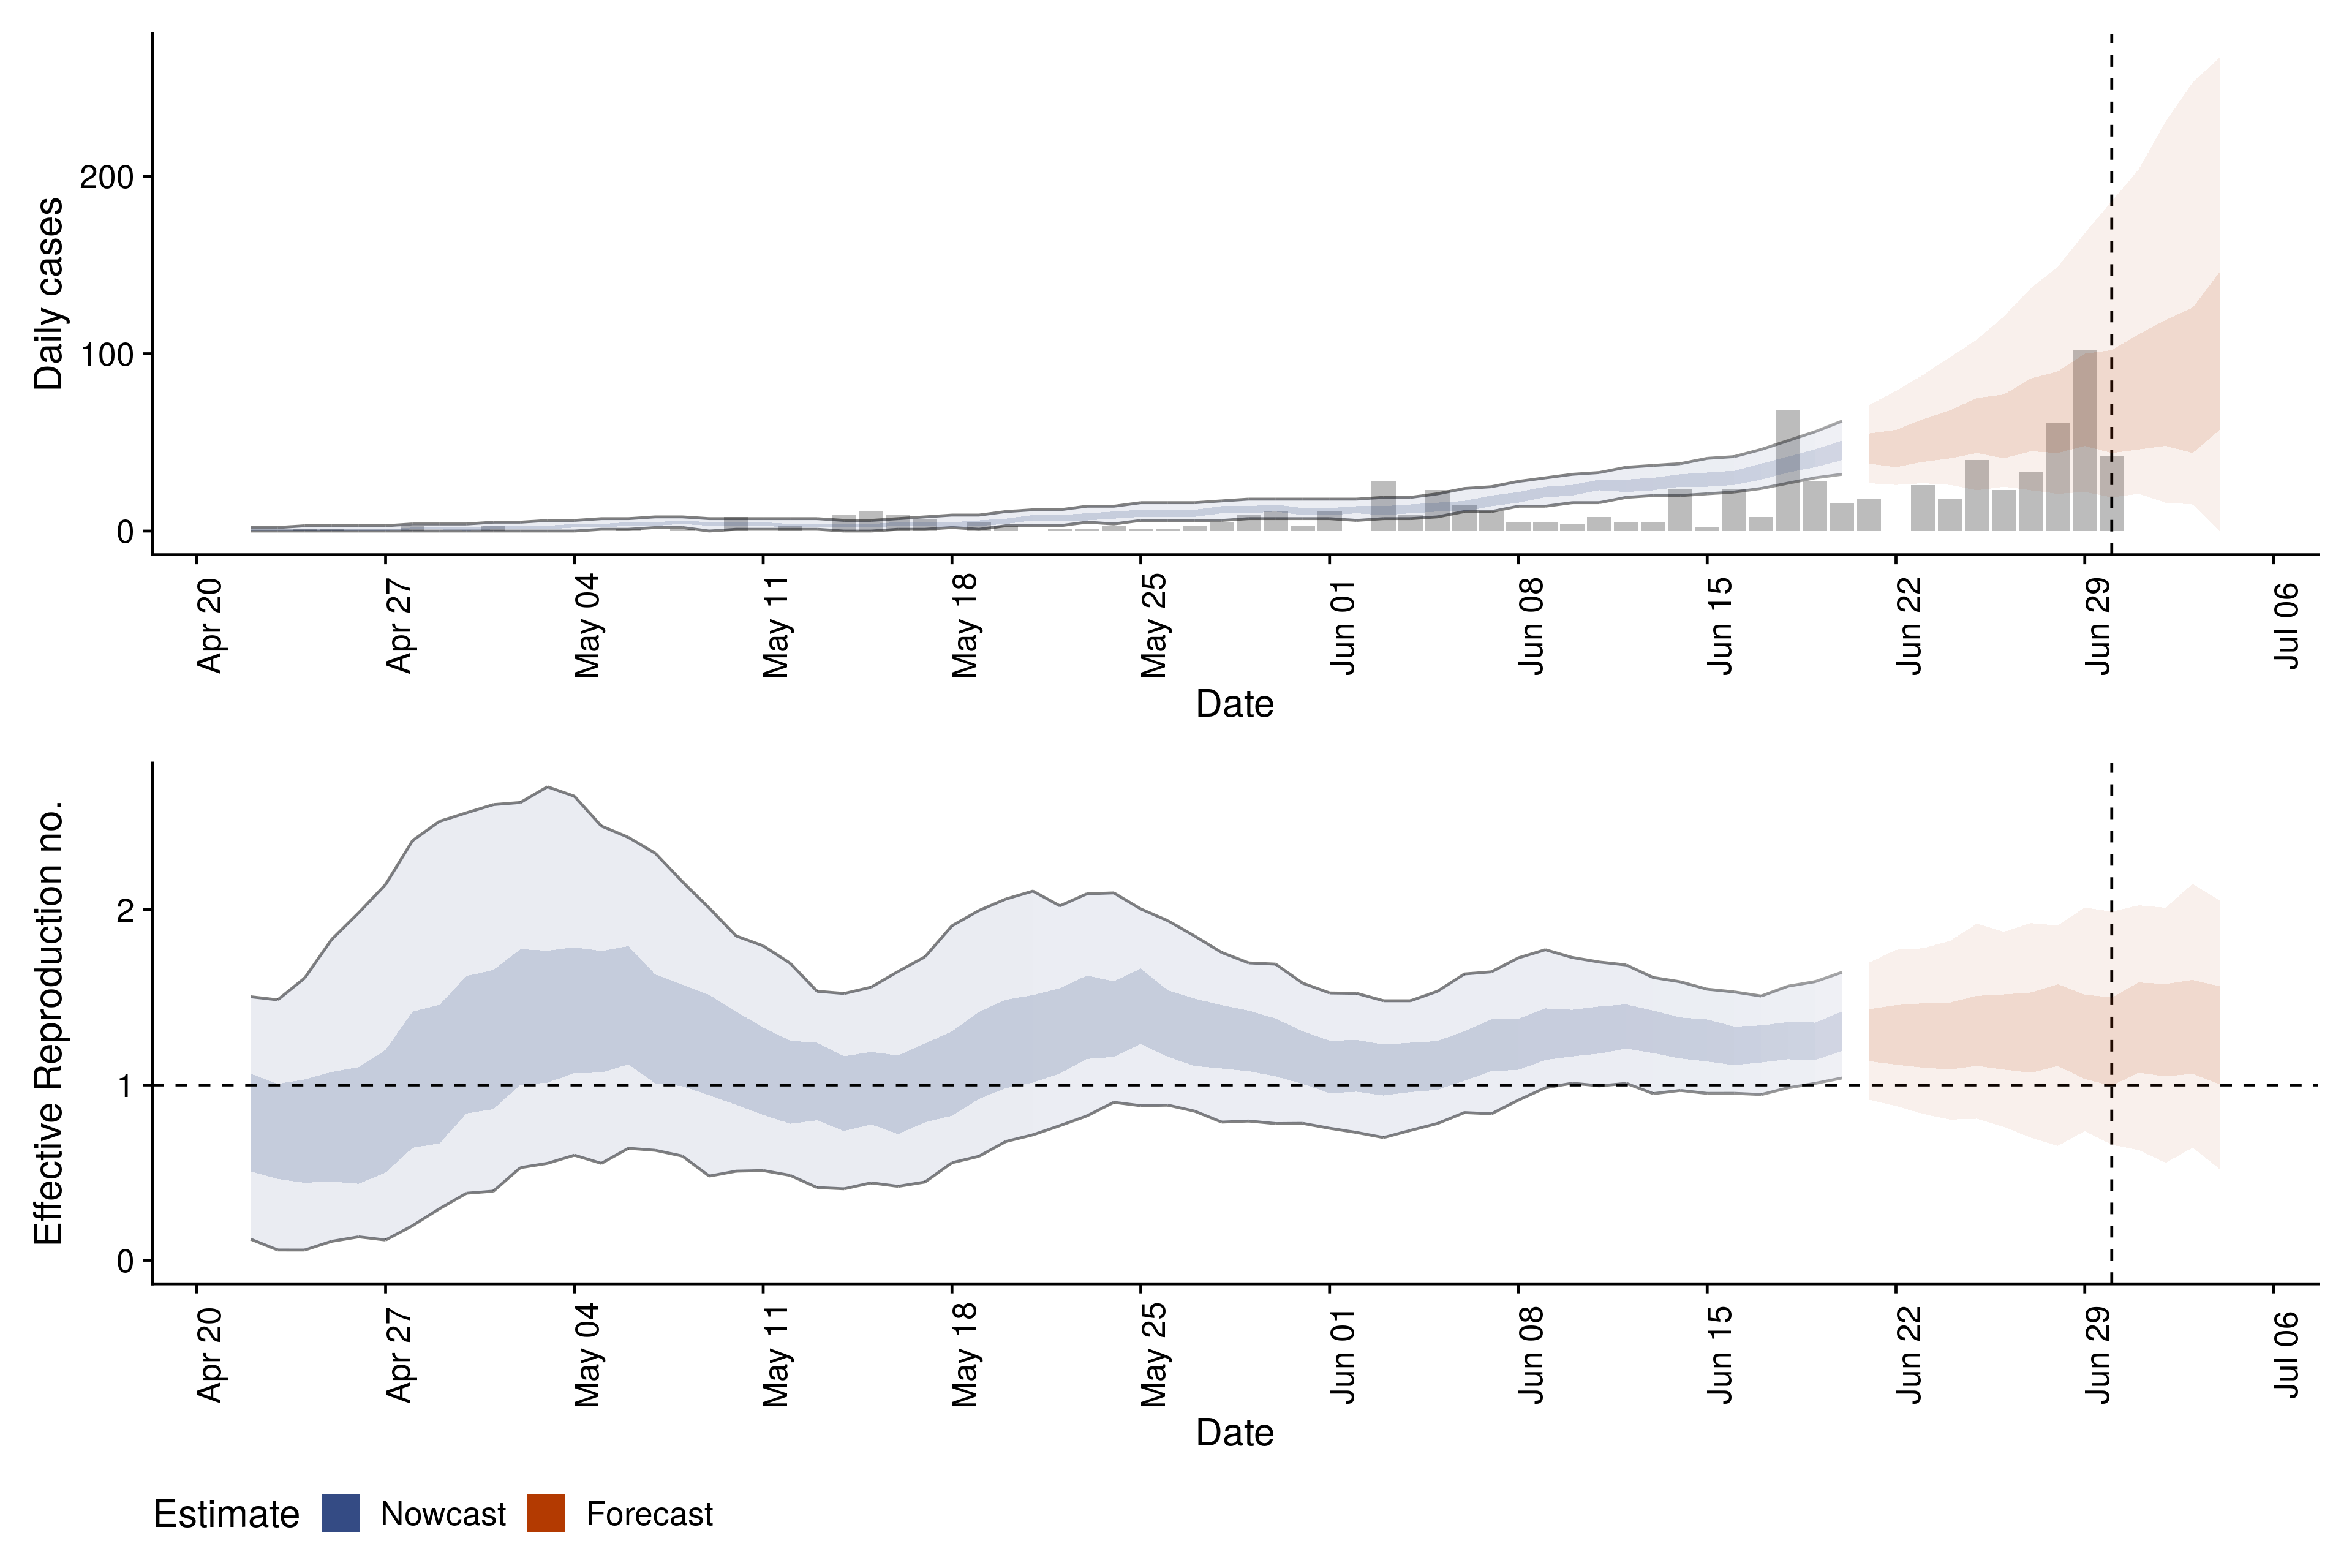 Daily cases
200
100
0
Apr 20
Apr 27
May 04
May 11
May 18
May 25
Jun 01
Jun 08
Jun 15
Jun 22
Jun 29
Jul 06
Date
Effective Reproduction no.
2
1
0
Apr 20
Apr 27
May 04
May 11
May 18
May 25
Jun 01
Jun 08
Jun 15
Jun 22
Jun 29
Jul 06
Date
Estimate Nowcast Forecast